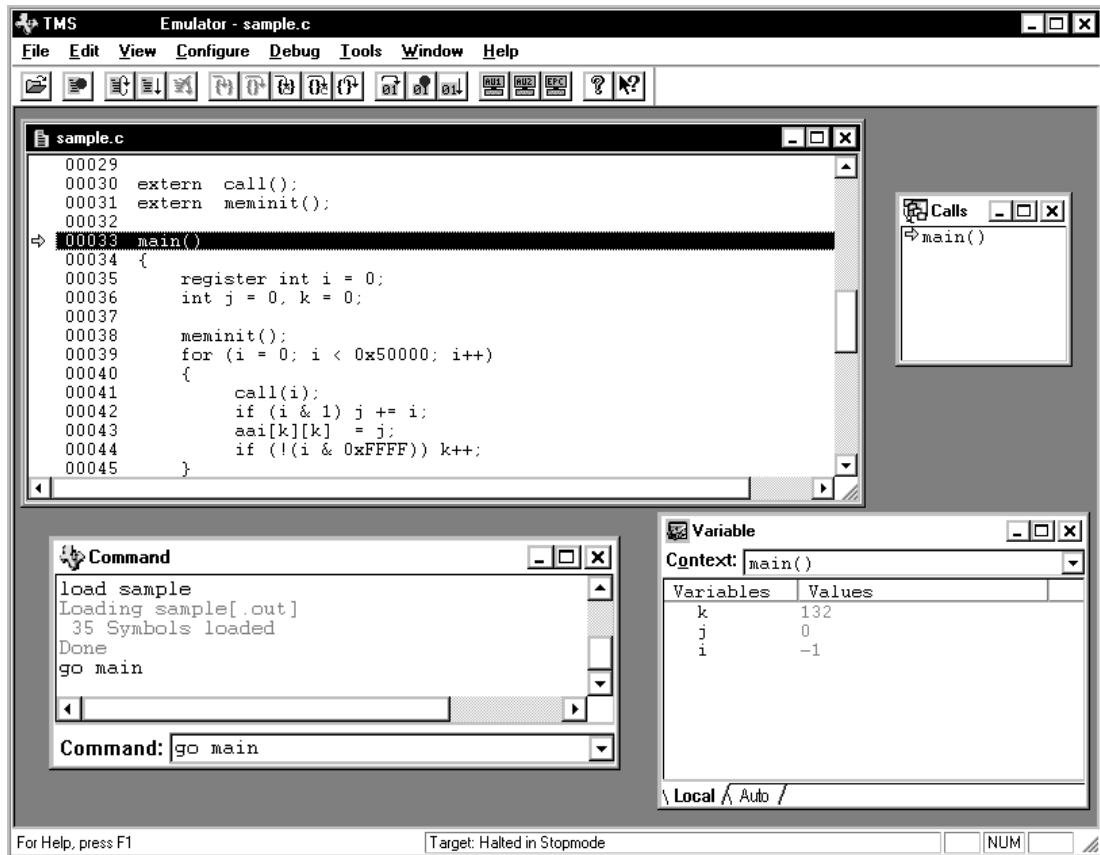 TMS Emulator - sample.c
File Edit View Configure Debug Tools Window Help
AU1 AU2 EPC
sample.c
00029
00030 extern call();
00031 extern meminit();
00032
00033 main()
00034 {
00035 register int i = 0;
00036 int j = 0, k = 0;
00037
00038 meminit();
00039 for (i = 0; i < 0x50000; i++)
00040 {
00041 call(i);
00042 if (i & 1) j += i;
00043 aai[k][k] = j;
00044 if (!(i & 0xFFFF)) k++;
00045 }
Calls
main()
Command
load sample
Loading sample[.out]
35 Symbols loaded
Done
go main
Command: go main
Variable
Context: main()
Variables Values
k 132
j 0
i -1
Local Auto
For Help, press F1 Target: Halted in Stopmode NUM